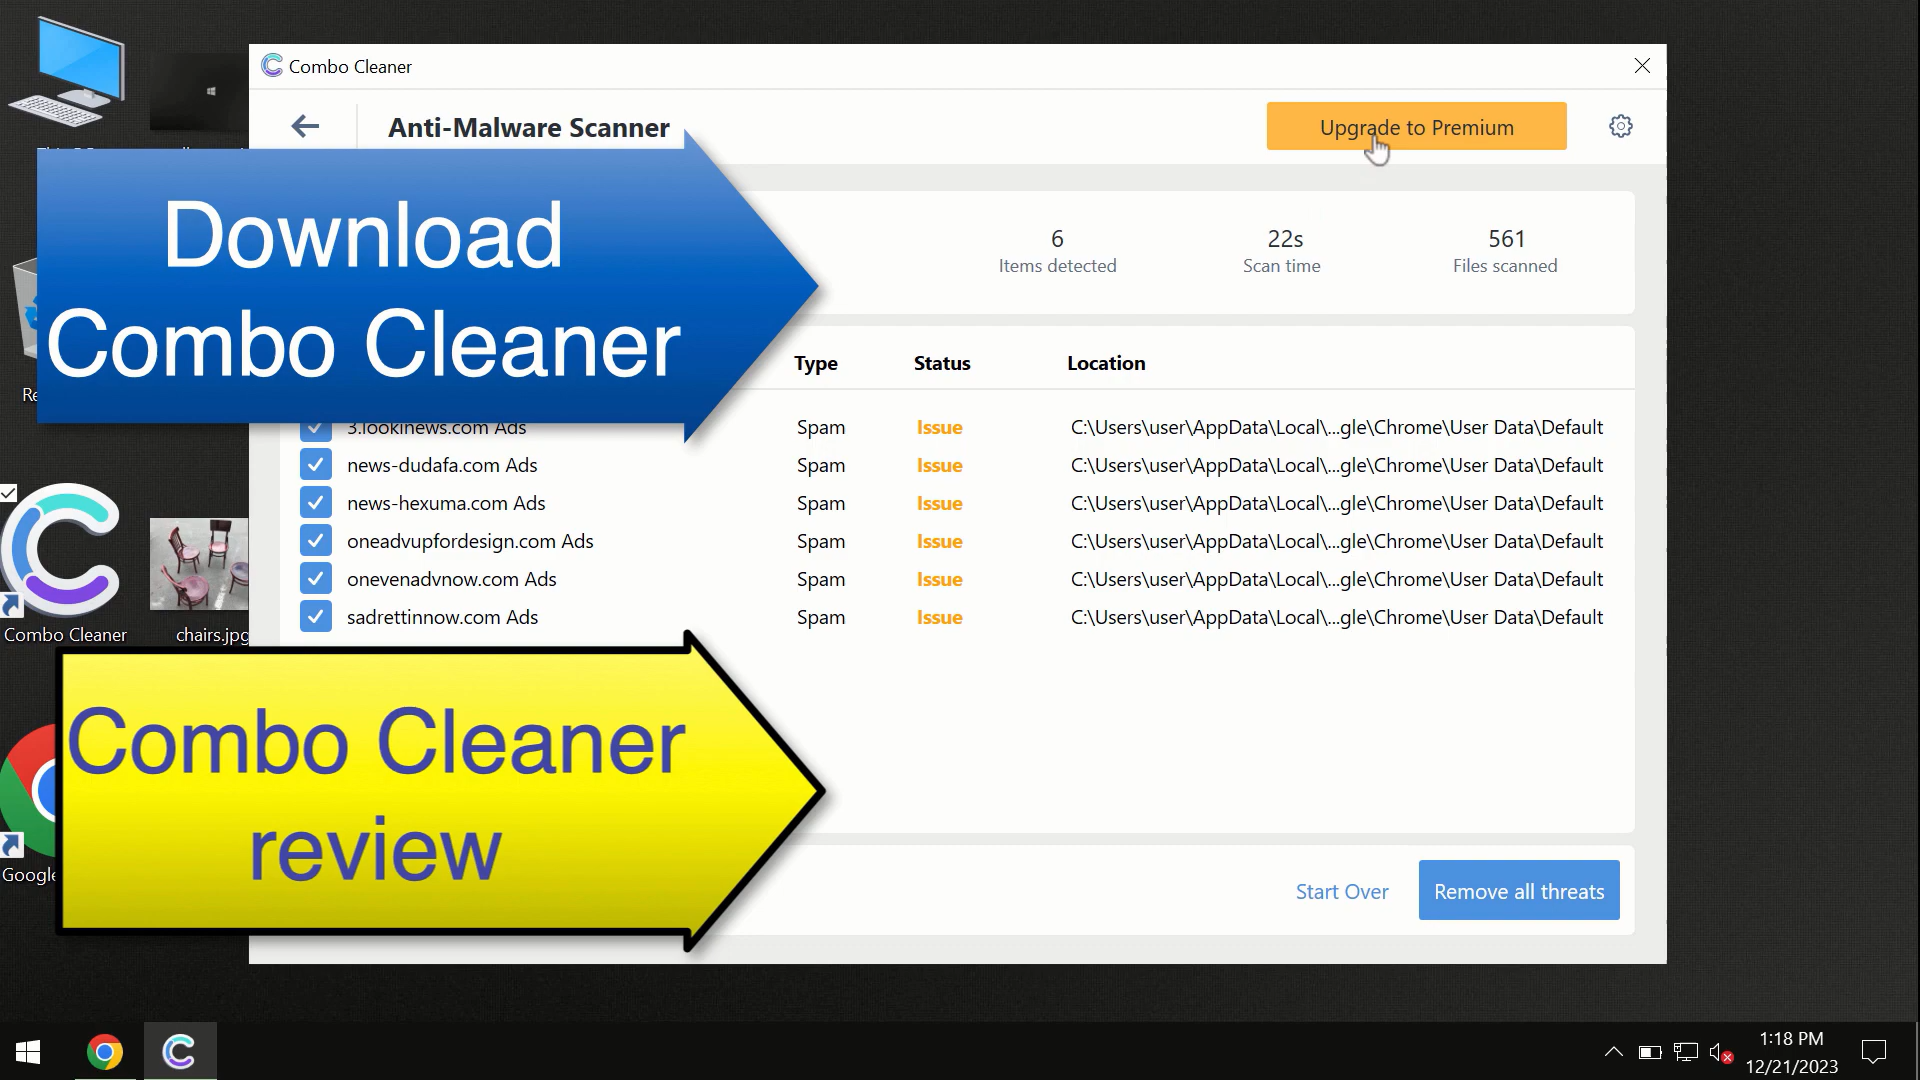 Combo Cleaner
Anti-Malware Scanner
Upgrade to Premium
Download
Combo Cleaner
6
22s
561
Items detected
Scan time
Files scanned
Type
Status
Location
3.lookinews.com Ads Spam Issue C:\Users\user\AppData\Local\...gle\Chrome\User Data\Default
news-dudafa.com Ads Spam Issue C:\Users\user\AppData\Local\...gle\Chrome\User Data\Default
news-hexuma.com Ads Spam Issue C:\Users\user\AppData\Local\...gle\Chrome\User Data\Default
oneadvupfordesign.com Ads Spam Issue C:\Users\user\AppData\Local\...gle\Chrome\User Data\Default
onevenadvnow.com Ads Spam Issue C:\Users\user\AppData\Local\...gle\Chrome\User Data\Default
sadrettinnow.com Ads Spam Issue C:\Users\user\AppData\Local\...gle\Chrome\User Data\Default
Combo Cleaner
chairs.jpg
Combo Cleaner
review
Google
Start Over
Remove all threats
1:18 PM
12/21/2023